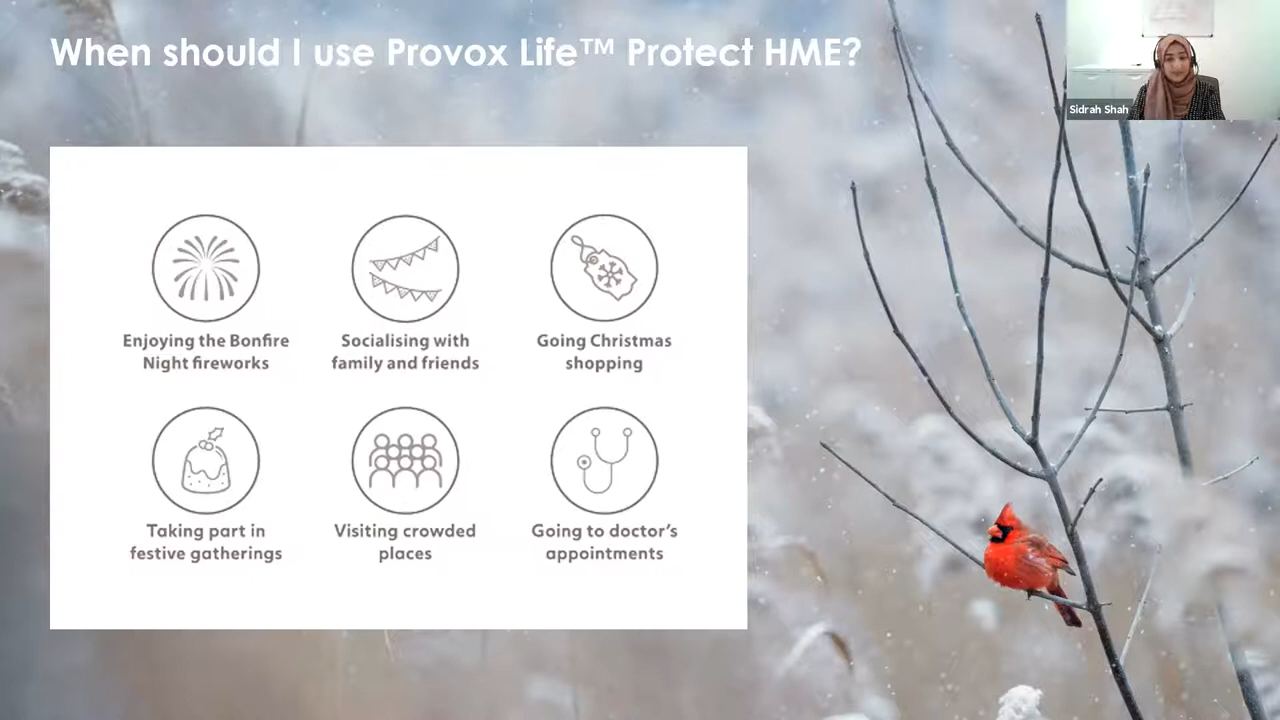 When should I use Provox Life™ Protect HME?
Sidrah Shah
Enjoying the Bonfire
Night fireworks
Socialising with
family and friends
Going Christmas
shopping
Taking part in
festive gatherings
Visiting crowded
places
Going to doctor's
appointments